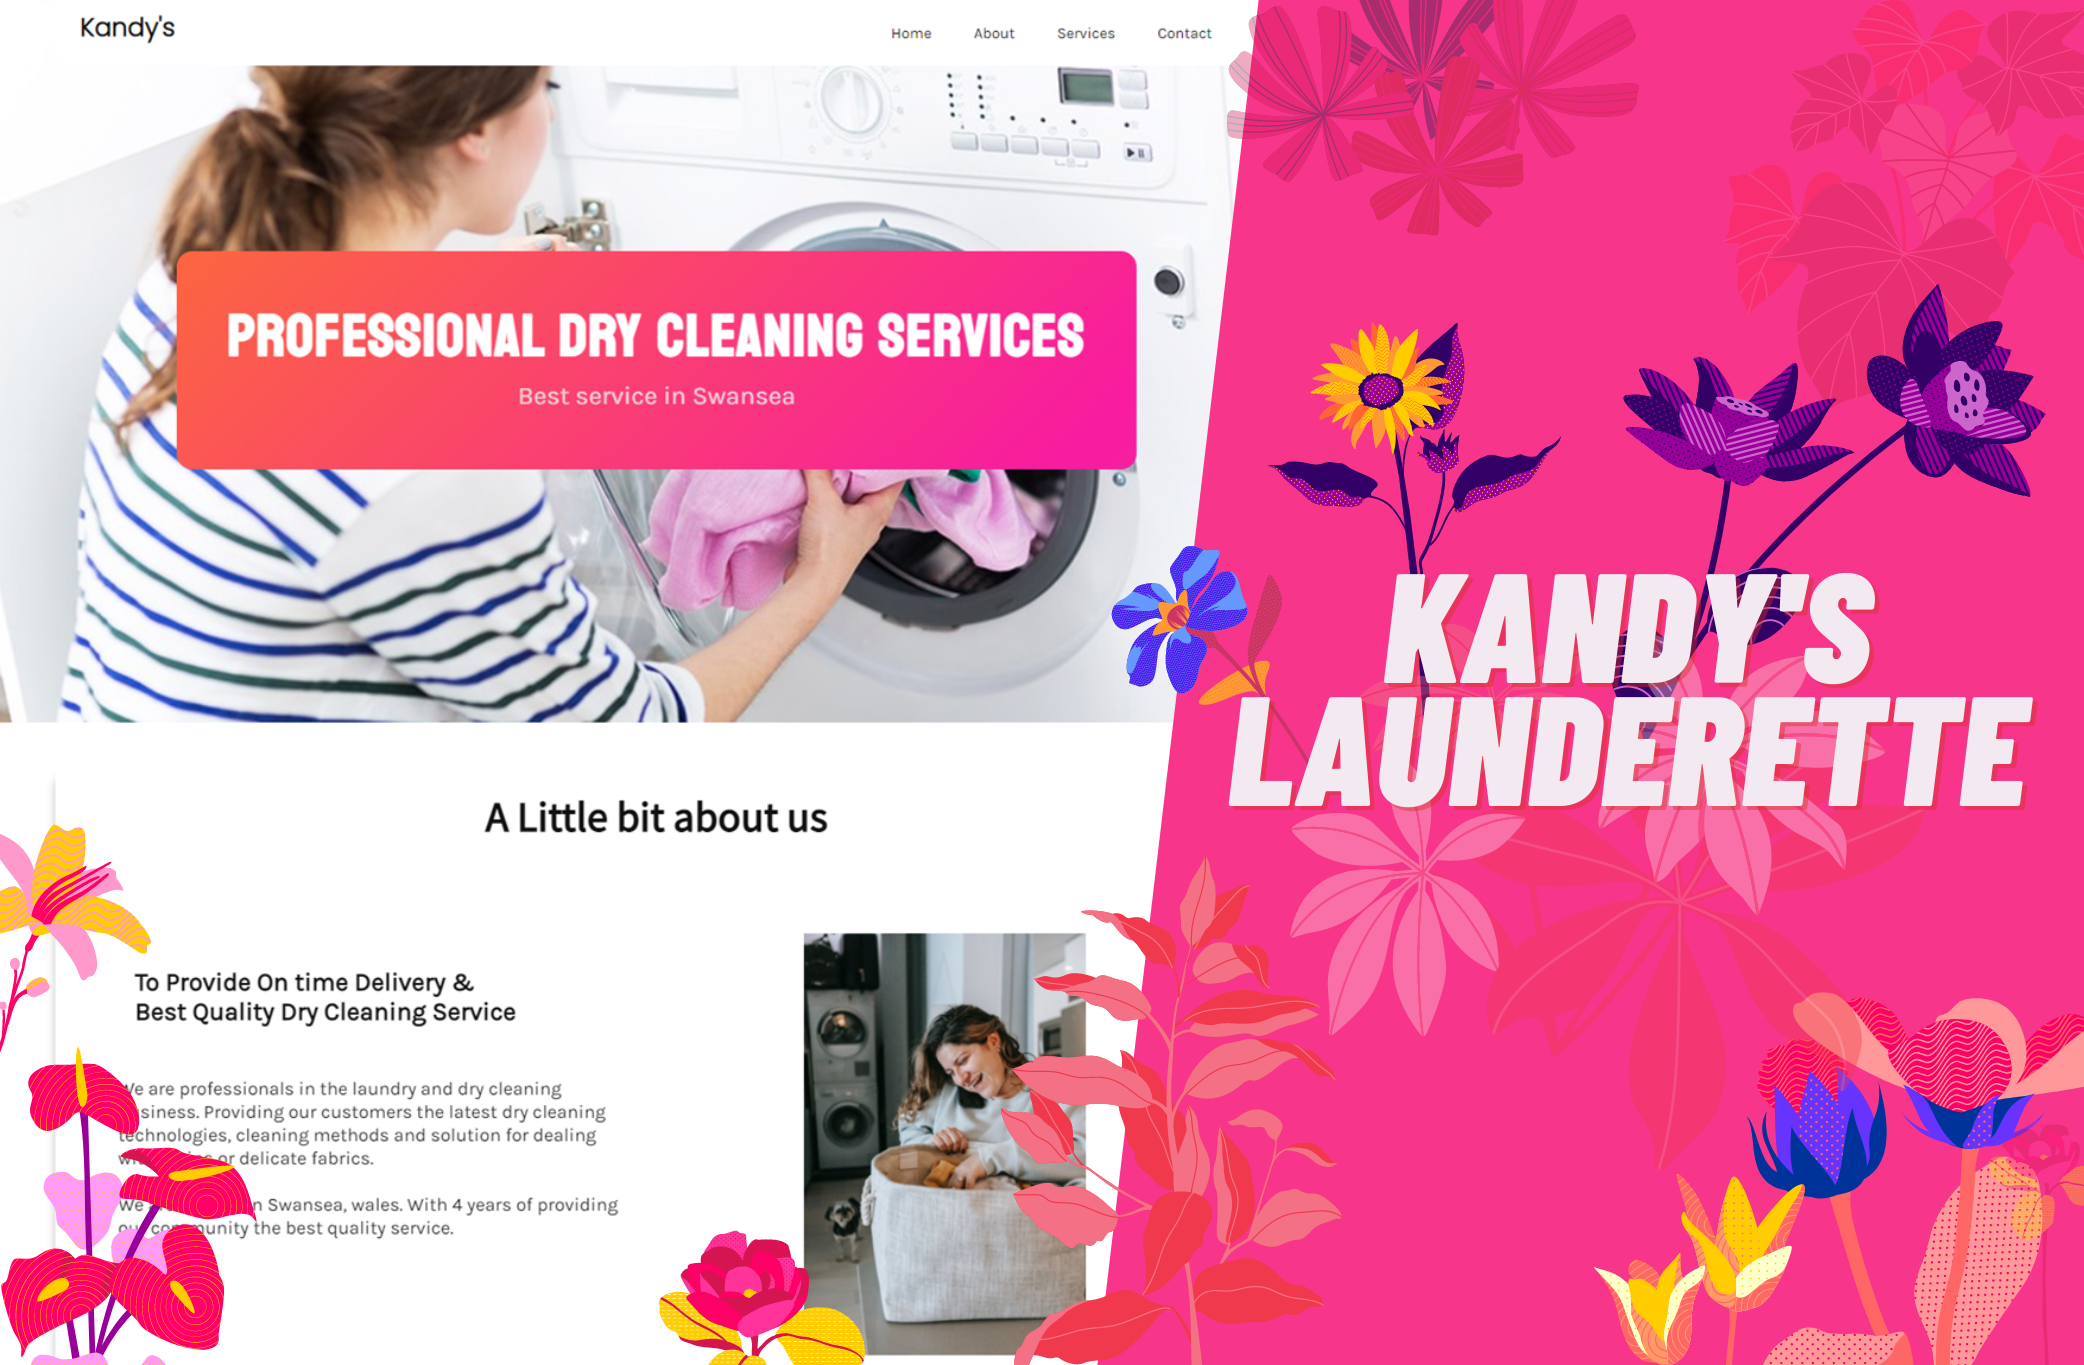 Kandy's
Home About Services Contact
PROFESSIONAL DRY CLEANING SERVICES
Best service in Swansea
KANDY'S
LAUNDERETTE
A Little bit about us
To Provide On time Delivery &
Best Quality Dry Cleaning Service
We are professionals in the laundry and dry cleaning
siness. Providing our customers the latest dry cleaning
technologies, cleaning methods and solution for dealing
or delicate fabrics.
We n Swansea, wales. With 4 years of providing
our community the best quality service.